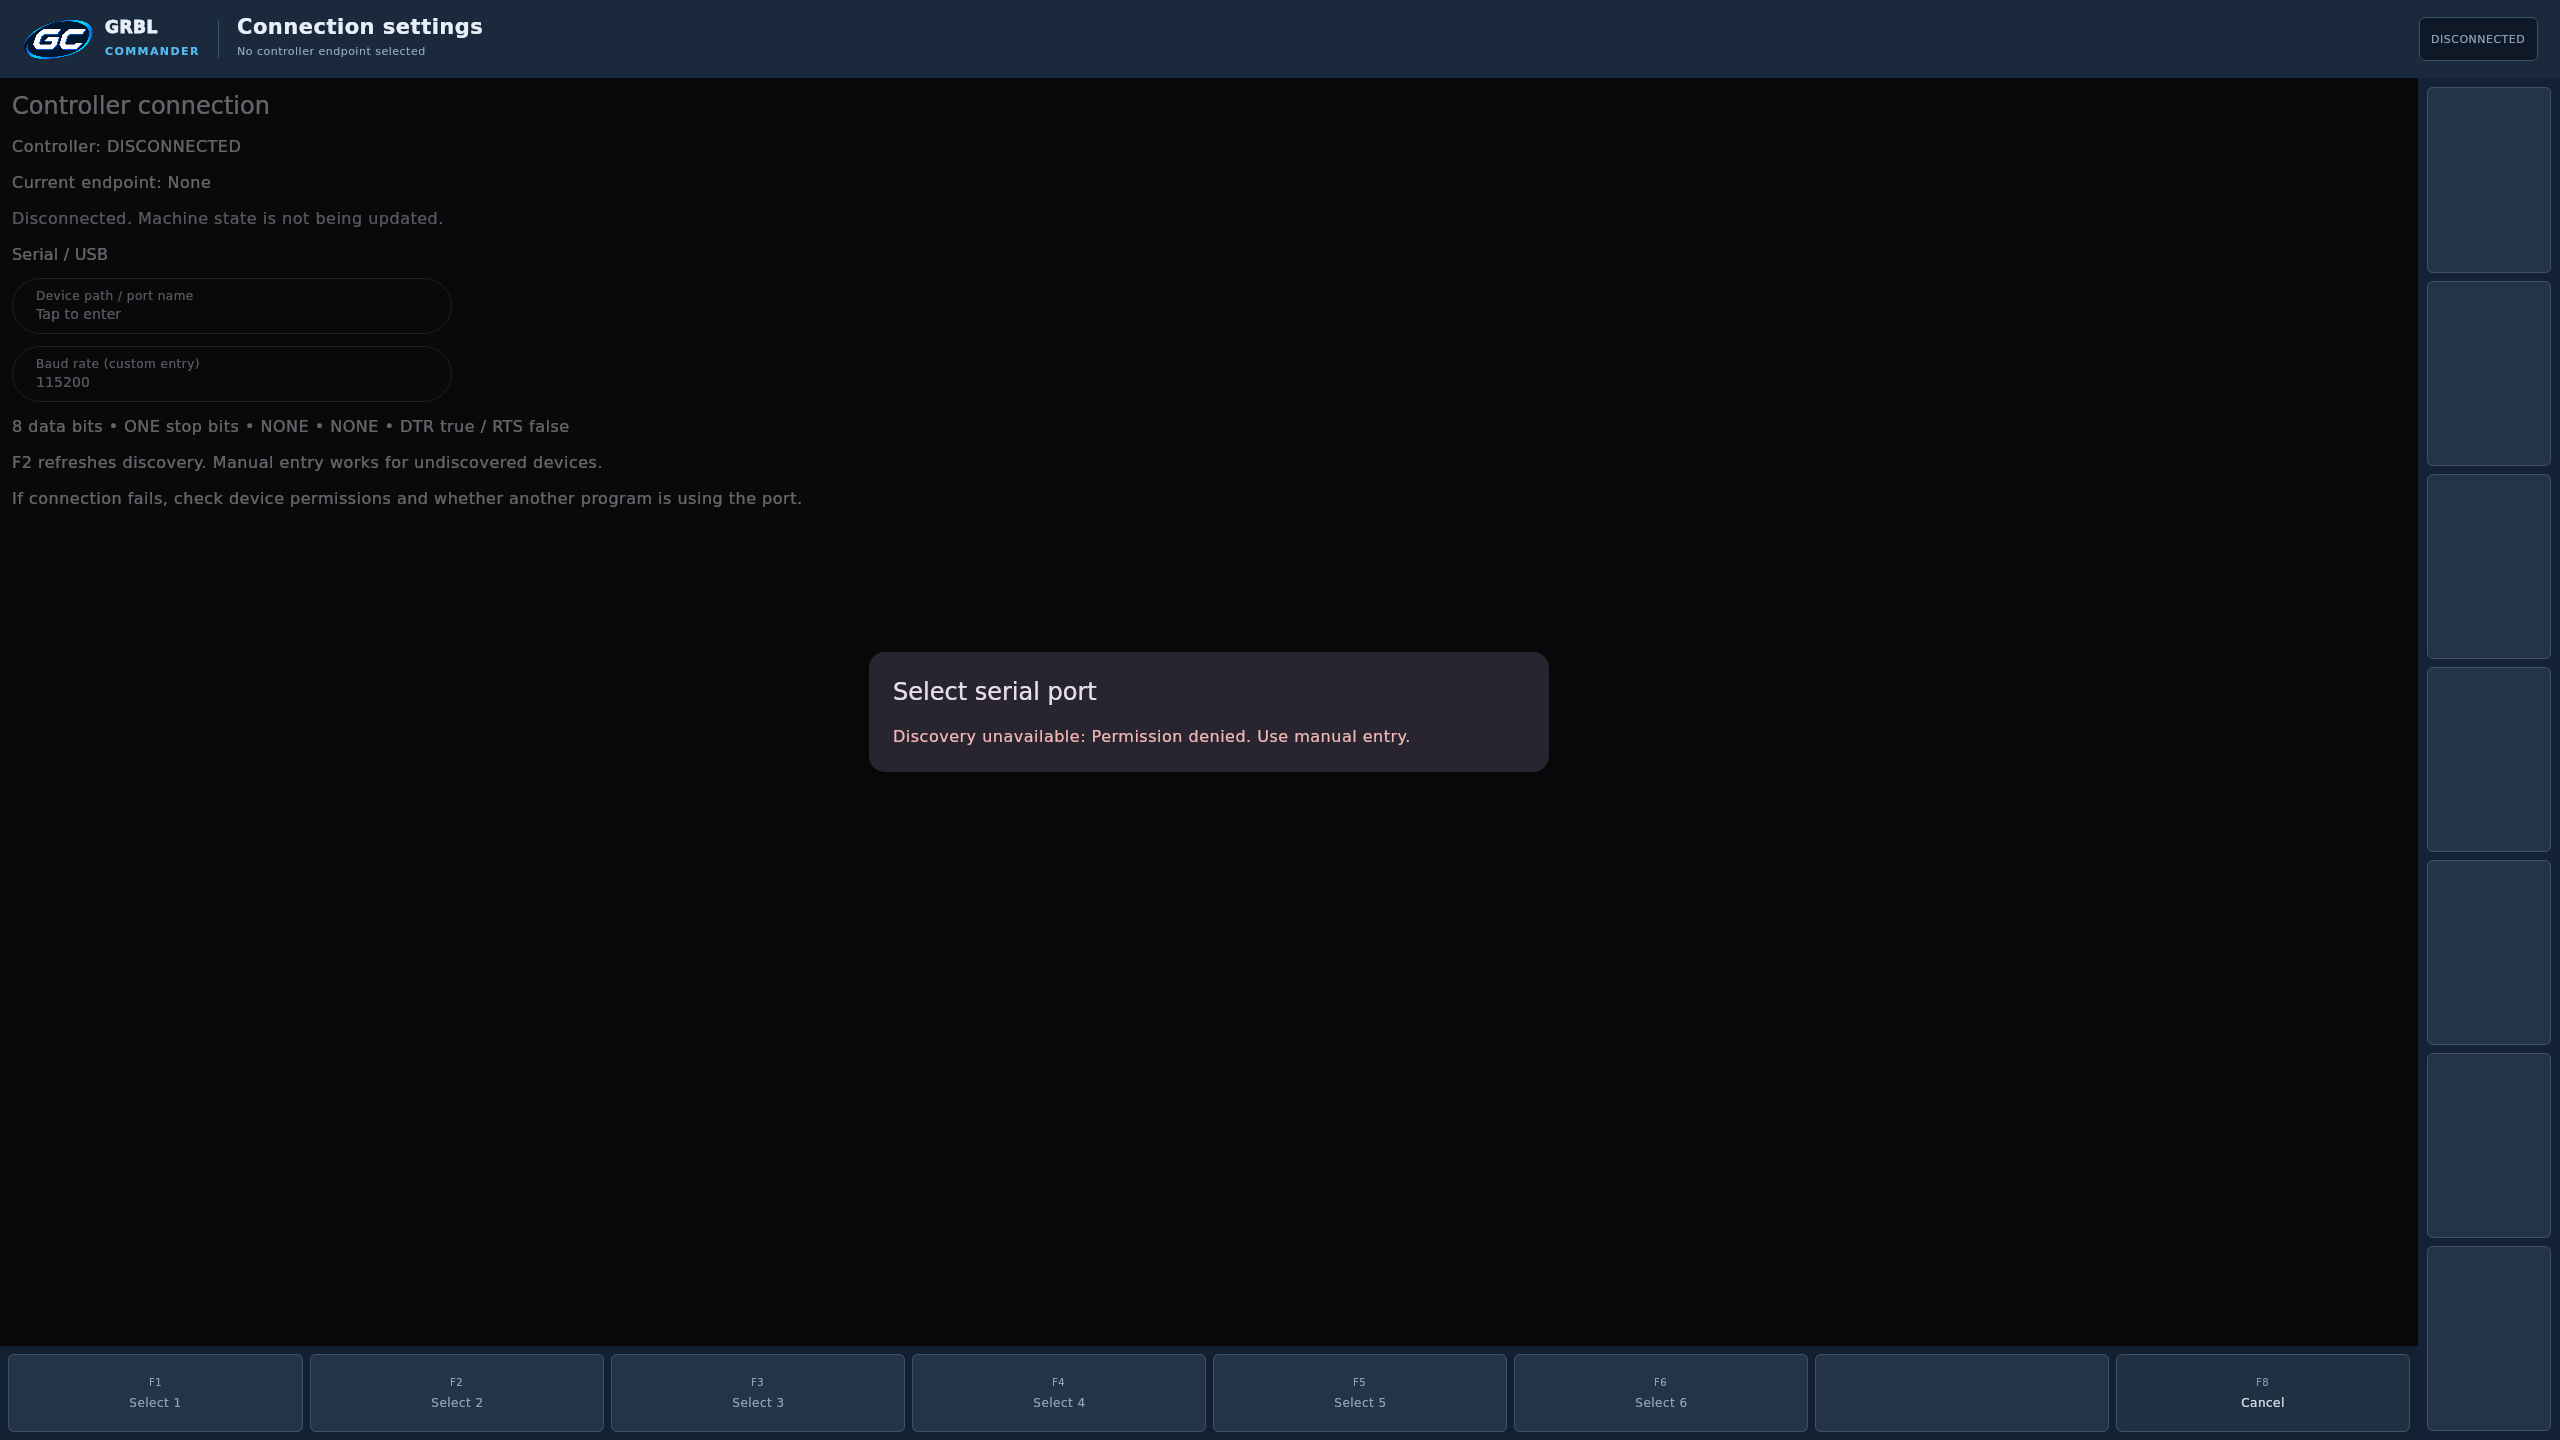 GC
GRBL
COMMANDER
Connection settings
No controller endpoint selected
DISCONNECTED
Controller connection
Controller: DISCONNECTED
Current endpoint: None
Disconnected. Machine state is not being updated.
Serial / USB
Device path / port name
Tap to enter
Baud rate (custom entry)
115200
8 data bits • ONE stop bits • NONE • NONE • DTR true / RTS false
F2 refreshes discovery. Manual entry works for undiscovered devices.
If connection fails, check device permissions and whether another program is using the port.
Select serial port
Discovery unavailable: Permission denied. Use manual entry.
F1
Select 1
F2
Select 2
F3
Select 3
F4
Select 4
F5
Select 5
F6
Select 6
F8
Cancel